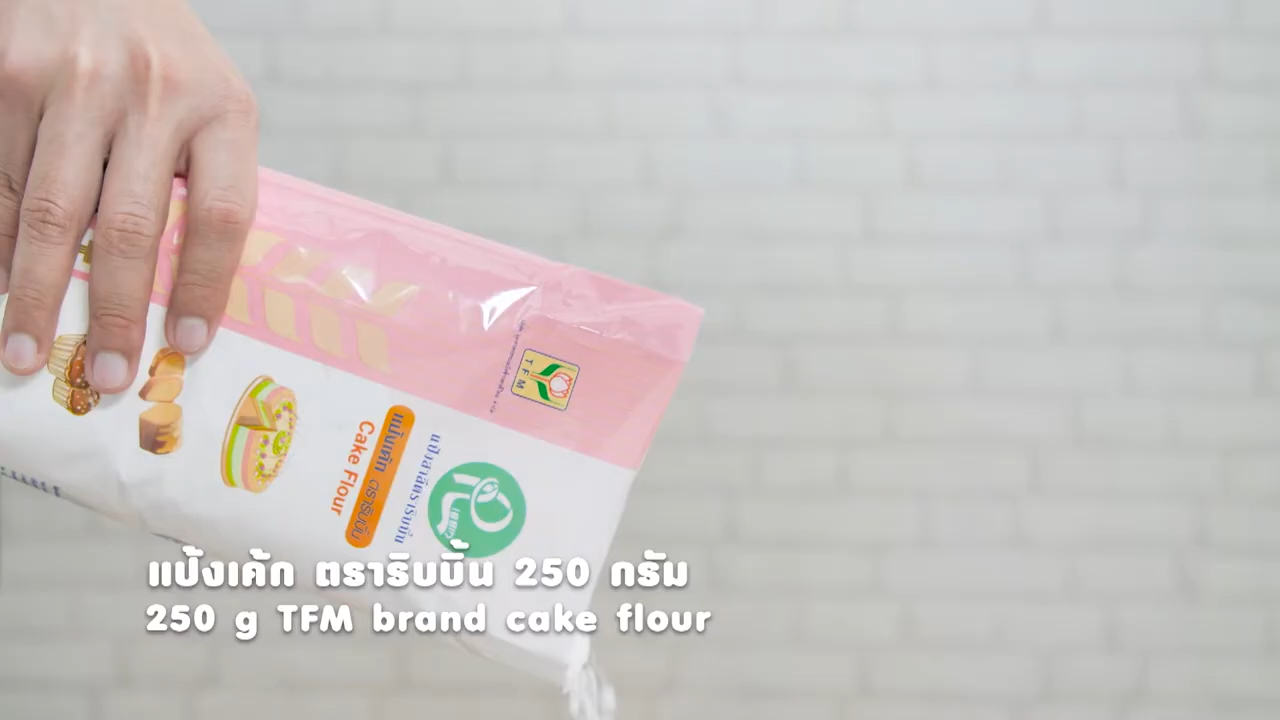 TFM
แป้งสาลีตราริบบิ้น
แป้งเค้ก ตราริบบิ้น
Cake Flour
แป้งเค้ก ตราริบบิ้น 250 กรัม
250 g TFM brand cake flour